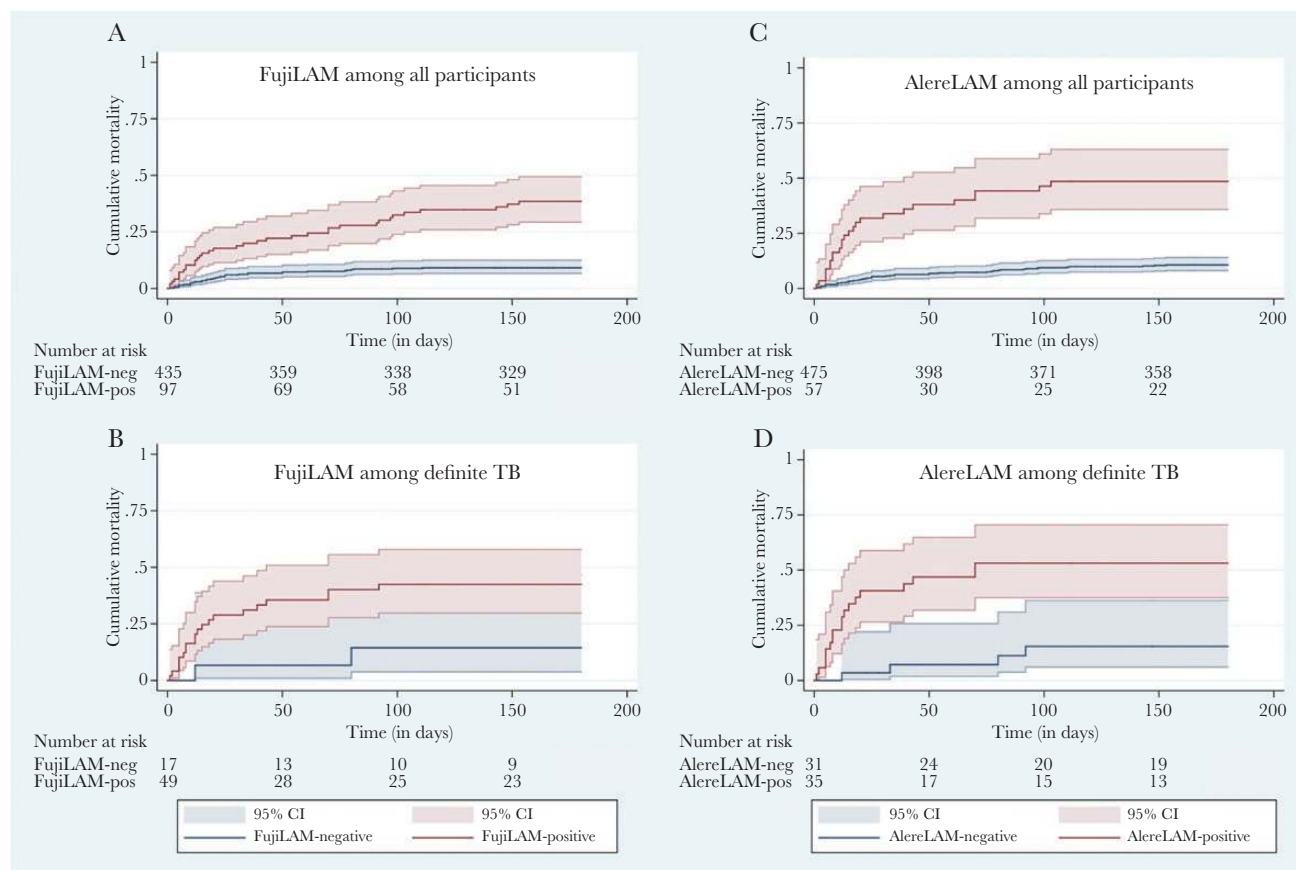 A
FujiLAM among all participants
Cumulative mortality
1
.75
.5
.25
0
0 50 100 150 200
Time (in days)
Number at risk
FujiLAM-neg 435 359 338 329
FujiLAM-pos 97 69 58 51
C
AlereLAM among all participants
Cumulative mortality
1
.75
.5
.25
0
0 50 100 150 200
Time (in days)
Number at risk
AlereLAM-neg 475 398 371 358
AlereLAM-pos 57 30 25 22
B
FujiLAM among definite TB
Cumulative mortality
1
.75
.5
.25
0
0 50 100 150 200
Time (in days)
Number at risk
FujiLAM-neg 17 13 10 9
FujiLAM-pos 49 28 25 23
95% CI 95% CI
FujiLAM-negative FujiLAM-positive
D
AlereLAM among definite TB
Cumulative mortality
1
.75
.5
.25
0
0 50 100 150 200
Time (in days)
Number at risk
AlereLAM-neg 31 24 20 19
AlereLAM-pos 35 17 15 13
95% CI 95% CI
AlereLAM-negative AlereLAM-positive